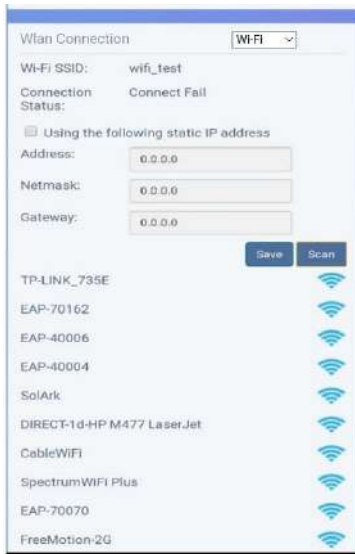 Wlan Connection Wi-Fi
Wi-Fi SSID: wifi_test
Connection Status: Connect Fail
Using the following static IP address
Address: 0.0.0.0
Netmask: 0.0.0.0
Gateway: 0.0.0.0
Save Scan
TP-LINK_735E
EAP-70162
EAP-40006
EAP-40004
SolArk
DIRECT-1d-HP M477 LaserJet
CableWiFi
SpectrumWiFi Plus
EAP-70070
FreeMotion-2G